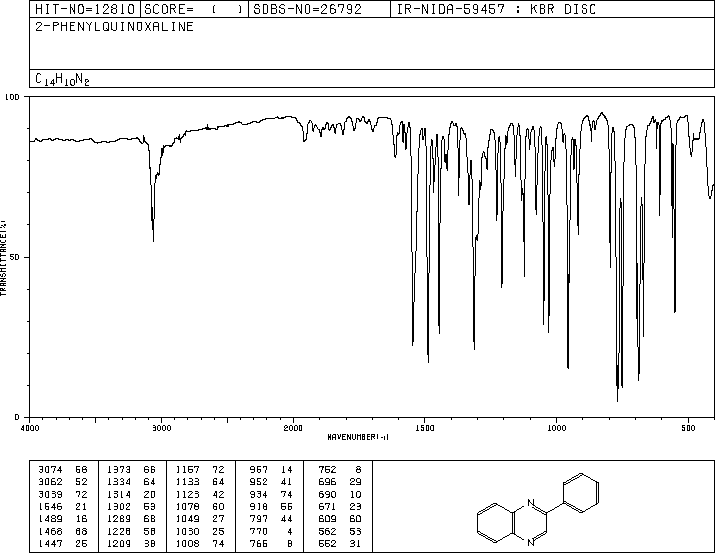 HIT-NO=12810 SCORE= ( ) SDBS-NO=26792 IR-NIDA-59457 : KBR DISC
2-PHENYLQUINOXALINE
C14H10N2
100
50
0
TRANSMITTANCE(%)
4000 3000 2000 1500 1000 500
WAVENUMBER(-1)
3074 68 1373 66 1157 72 957 14 752 8
3062 52 1334 64 1133 64 952 41 696 29
3039 72 1314 20 1123 42 934 74 690 10
1546 21 1302 53 1078 60 918 55 671 23
1489 16 1289 68 1049 27 797 44 609 60
1466 66 1228 58 1030 25 770 4 562 53
1447 25 1209 38 1008 74 766 8 552 31
N
N